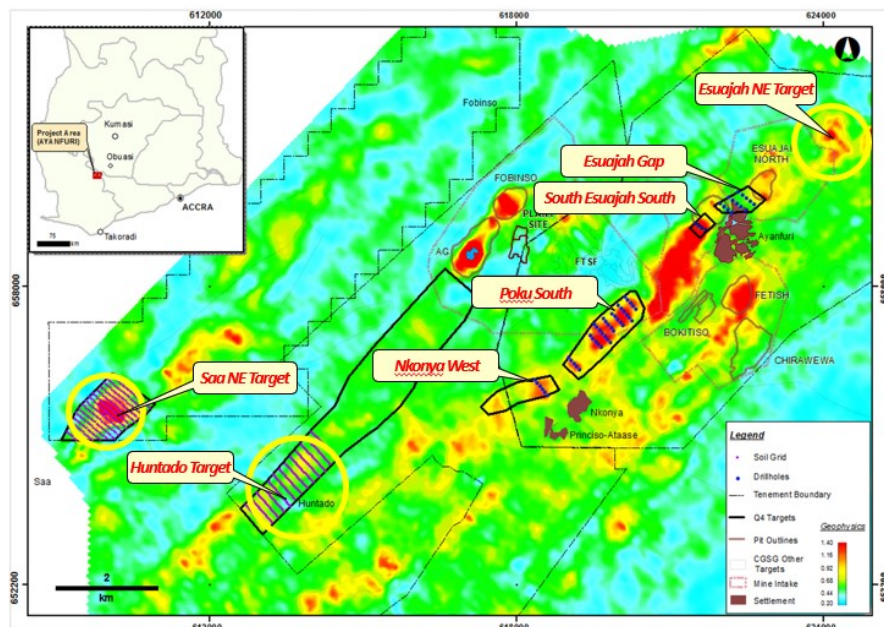 612000
618000
624000
Kumasi
Project Area
(AYANFURI)
Obuasi
ACCRA
Takoradi
75
km
Fobinso
Esuajah NE Target
ESUAJAH
NORTH
Esuajah Gap
South Esuajah South
FOBINSO
PLANT
SITE
AG
FTSF
Ayanfuri
658000
658000
Poku South
FETISH
BOKITISO
CHIRAWEWA
Nkonya West
Saa NE Target
Nkonya
Princiso-Ataase
Huntado Target
Saa
Huntado
2
km
652200
612000
618000
624000
Legend
Soil Grid
Drillholes
Tenement Boundary
Q4 Targets
Pit Outlines
CGSG Other
Targets
Mine Intake
Settlement
Geophysics
1.40
1.16
0.92
0.68
0.44
0.20